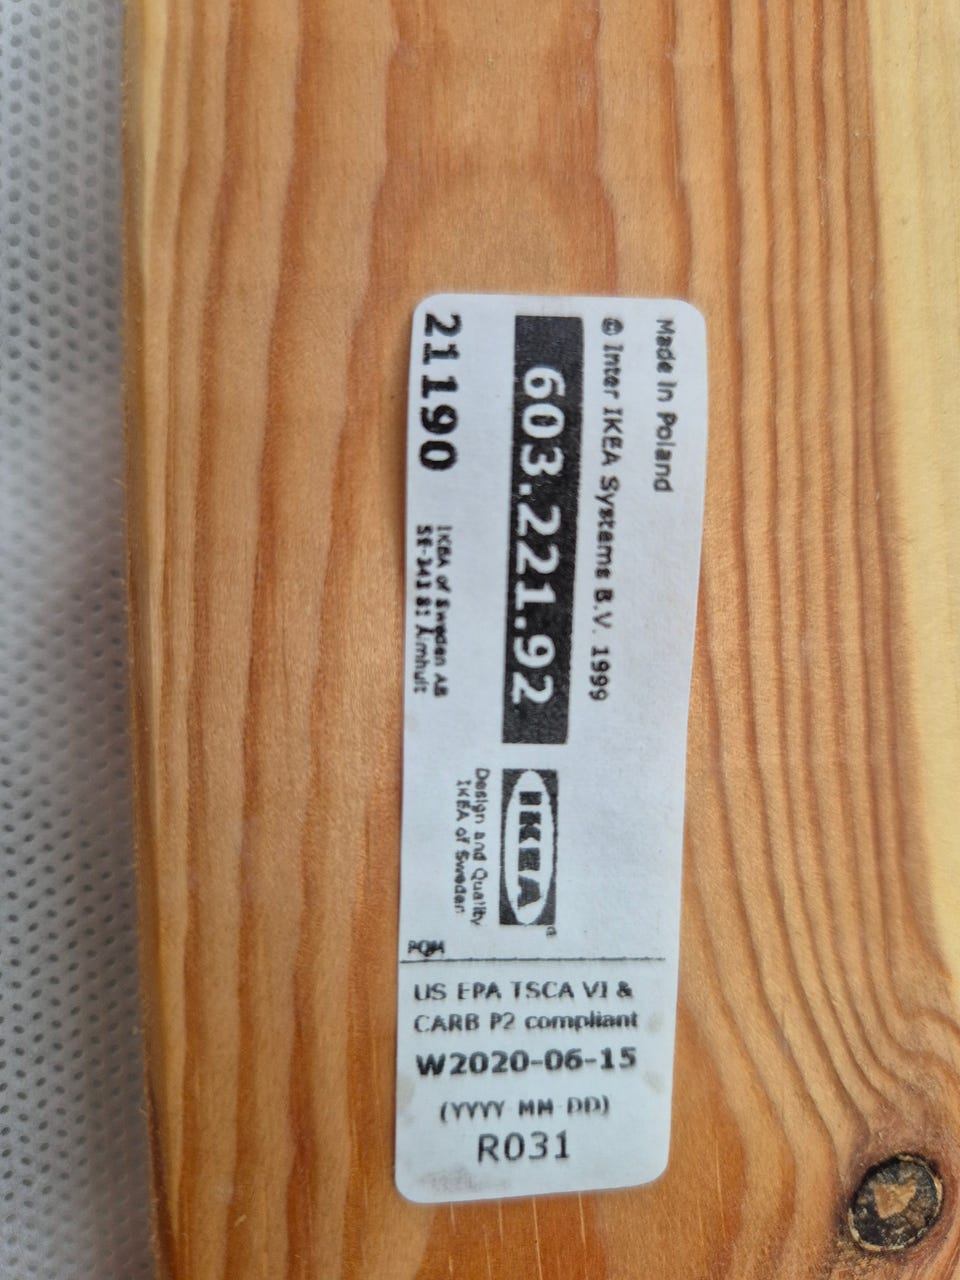 Made in Poland
© Inter IKEA Systems B.V. 1999
603.221.92
21190
IKEA of Sweden AB
SE-343 81 Älmhult
IKEA
Design and Quality
IKEA of Sweden
PQM
US EPA TSCA VI &
CARB P2 compliant
W2020-06-15
(YYYY-MM-DD)
R031